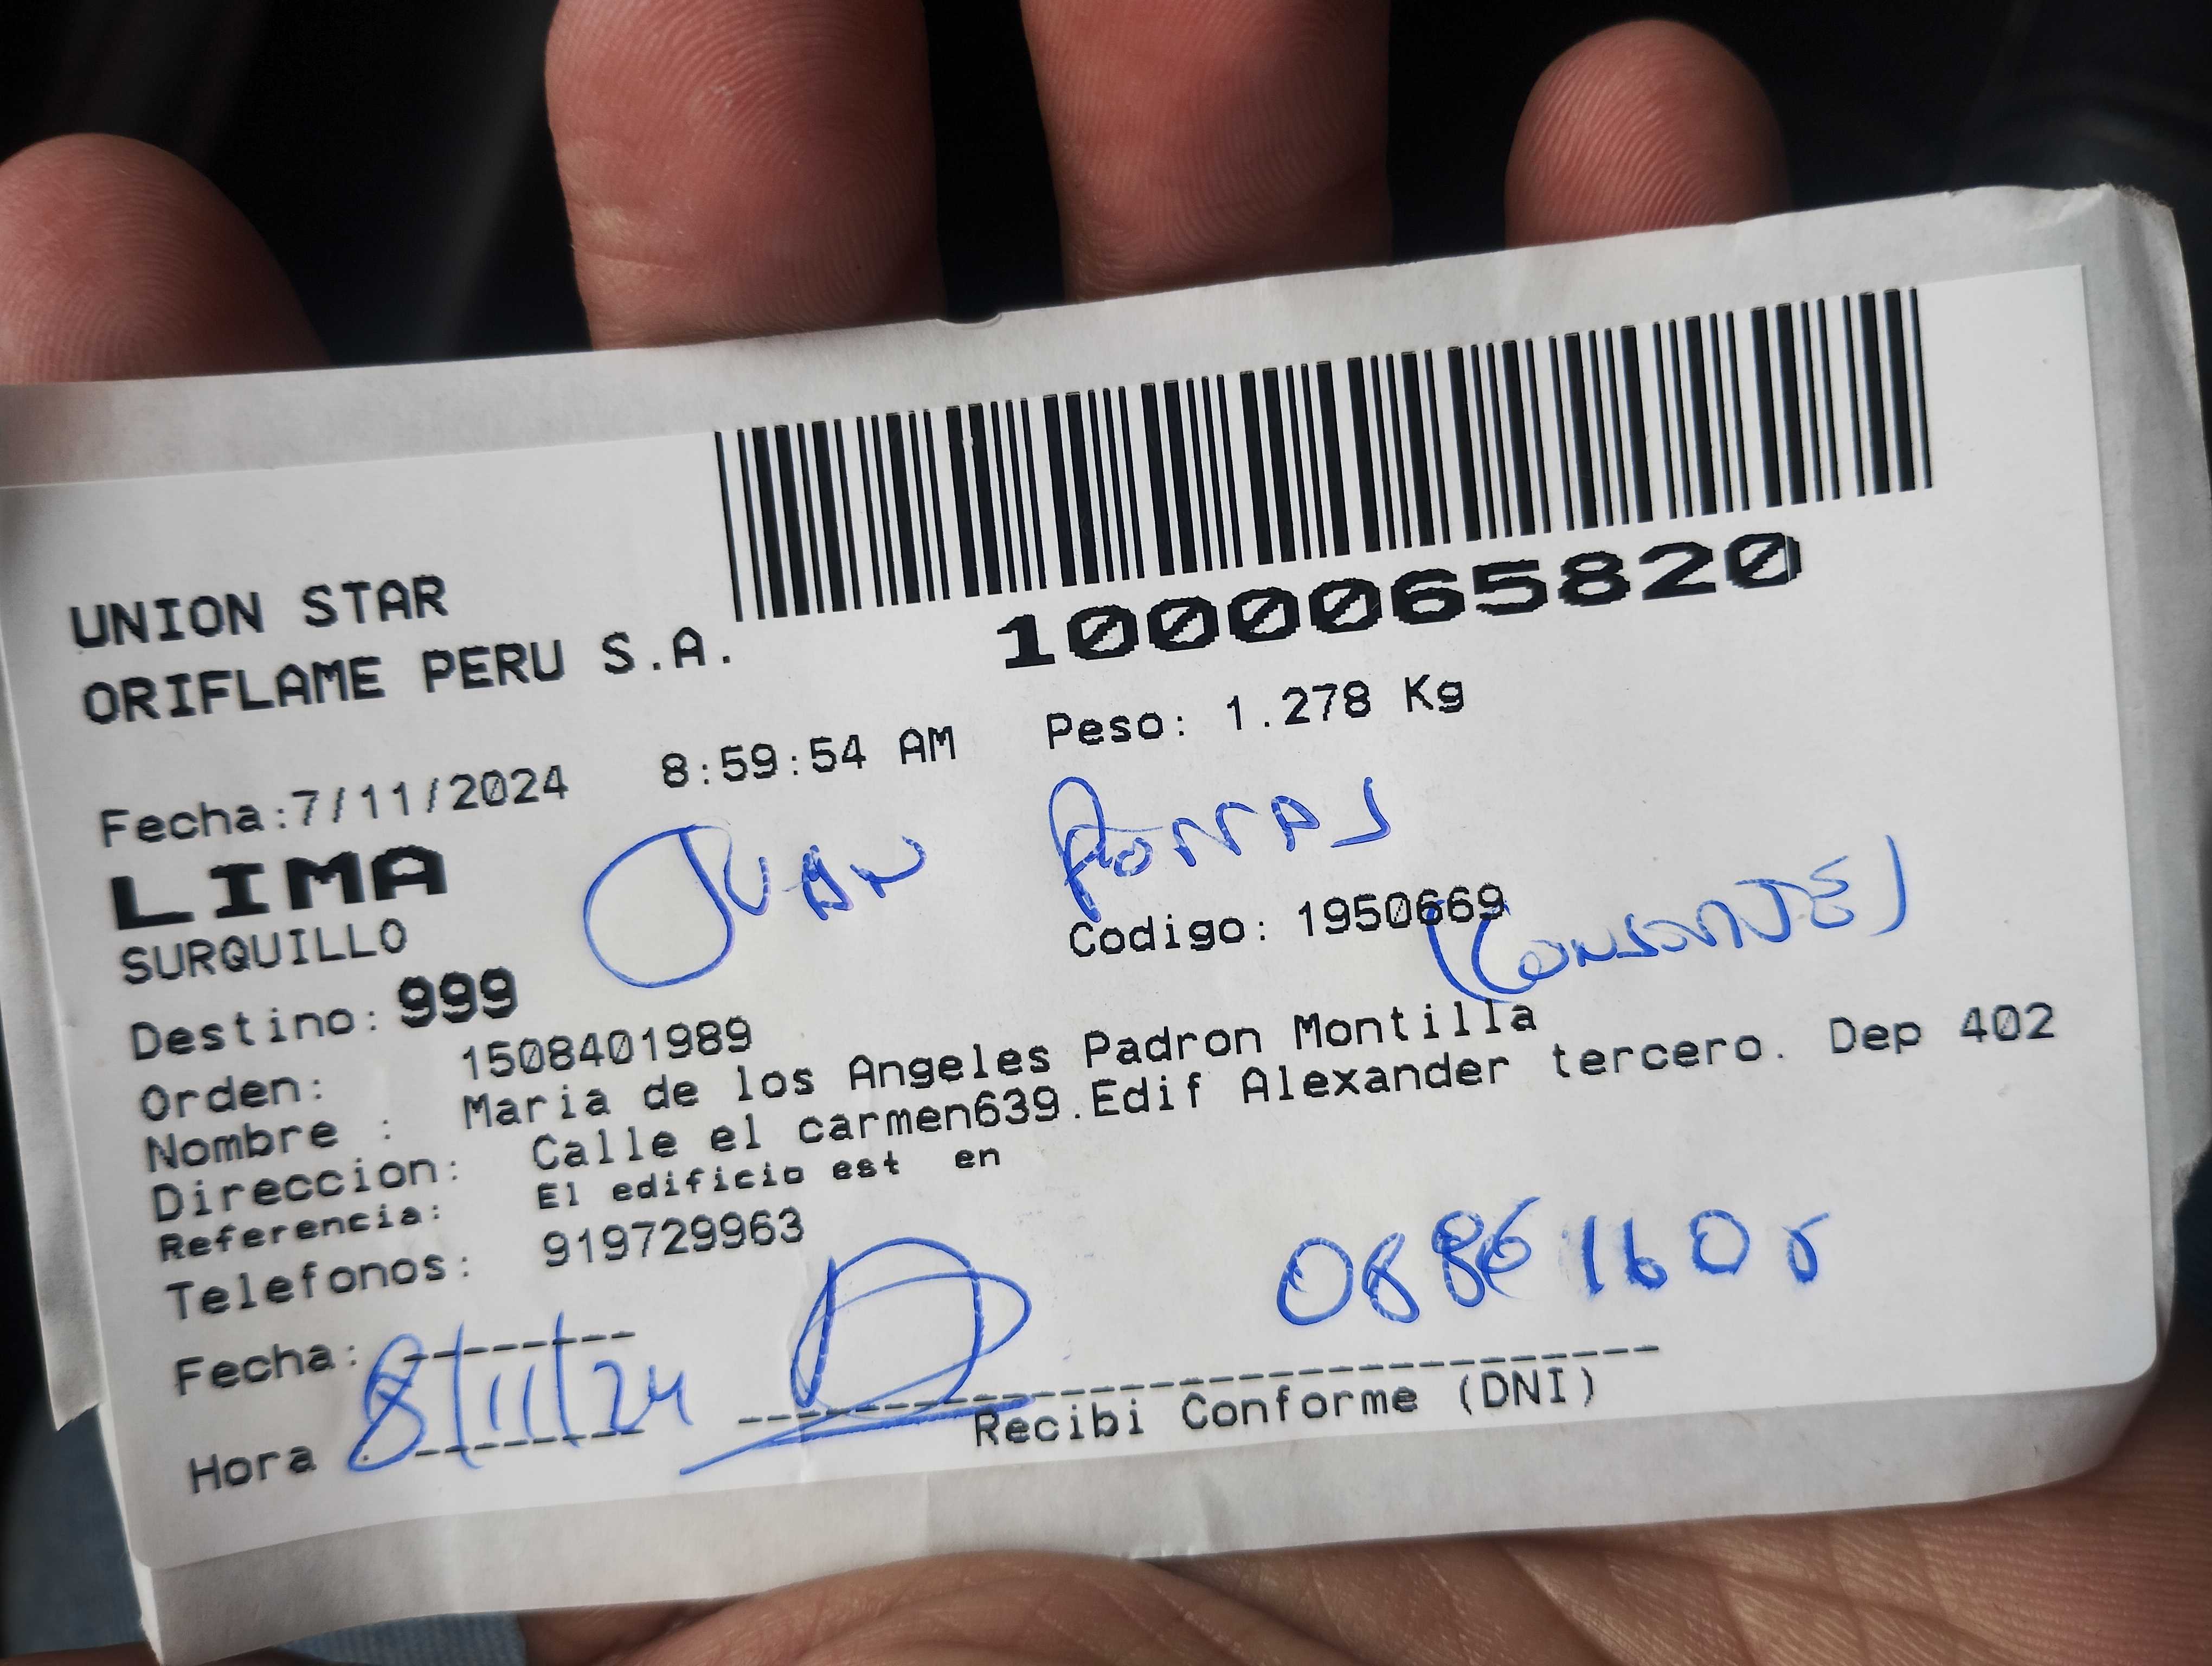 UNION STAR
ORIFLAME PERU S.A.
1000065820
Fecha:7/11/2024 8:59:54 AM Peso: 1.278 Kg
LIMA
JUAN
SURQUILLO
Codigo: 1950669
(CONSORTE)
Destino: 999
Orden: 1508401989
Nombre : Maria de los Angeles Padron Montilla
Direccion: Calle el carmen639.Edif Alexander tercero. Dep 402
Referencia: El edificio est en
Telefonos: 919729963
Fecha:
8/11/24
Recibi Conforme (DNI)
Hora :